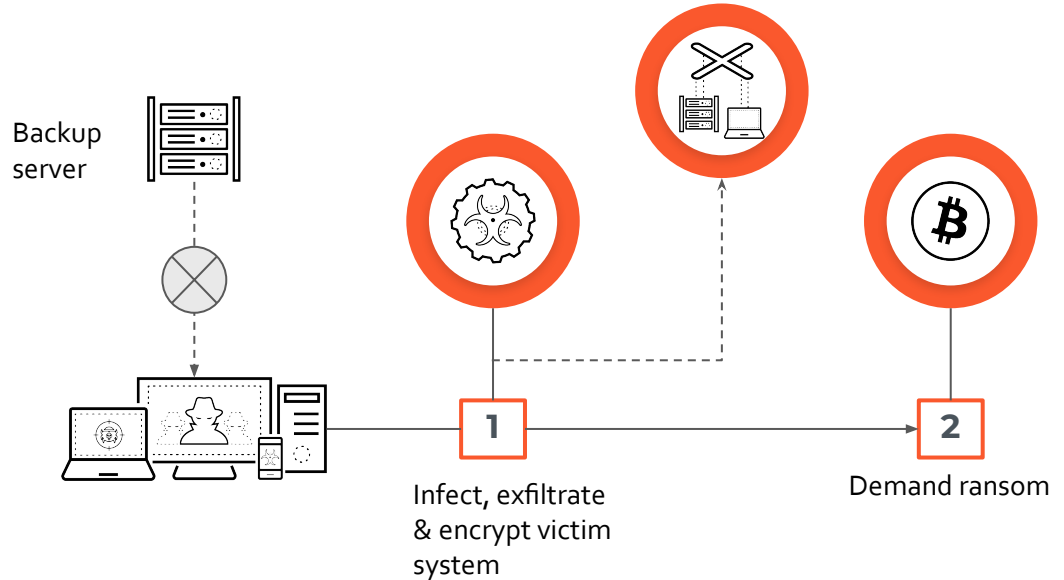 Backup
server
1
2
Infect, exfiltrate
& encrypt victim
system
Demand ransom